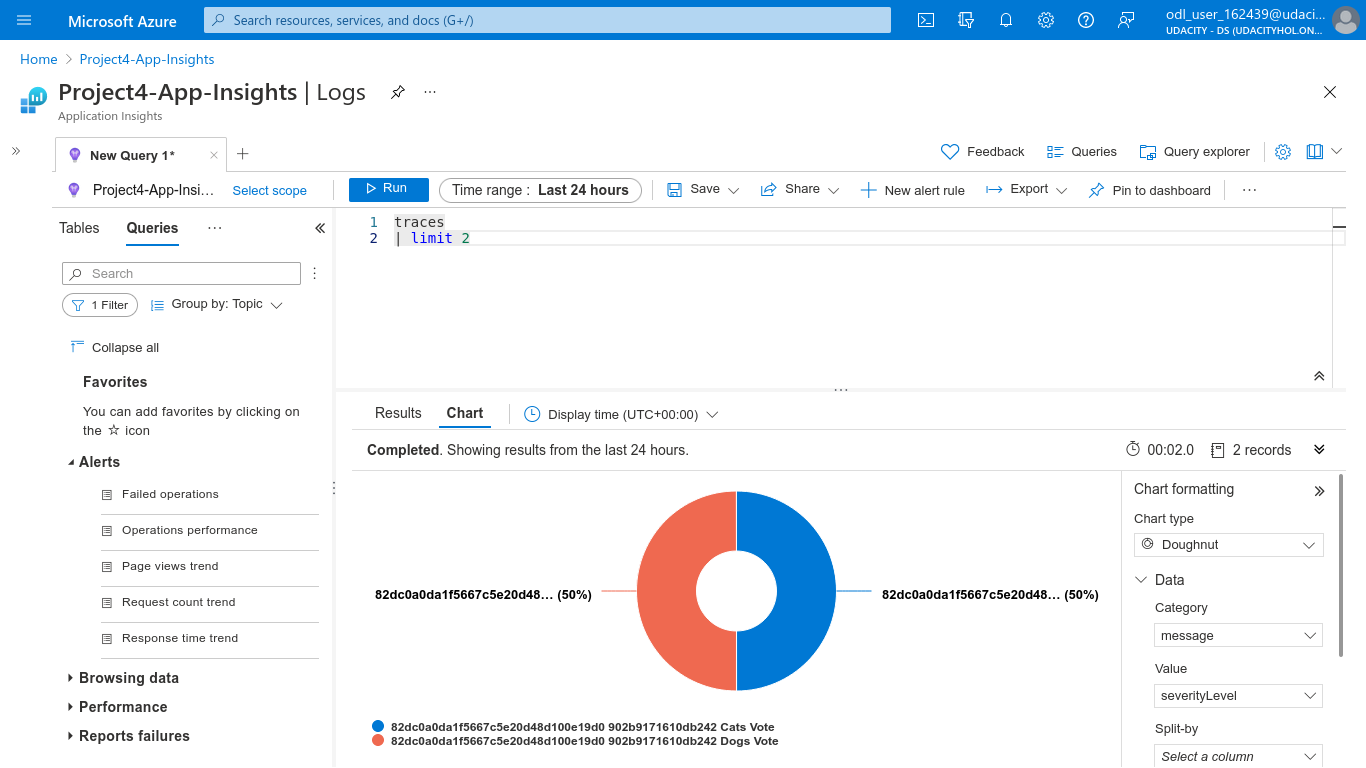 Microsoft Azure
Search resources, services, and docs (G+/)
odl_user_162439@udaci...
UDACITY - DS (UDACITYHOL.ON...
Home > Project4-App-Insights
Project4-App-Insights | Logs
Application Insights
New Query 1*
Feedback
Queries
Query explorer
Project4-App-Insi...
Select scope
Run
Time range : Last 24 hours
Save
Share
New alert rule
Export
Pin to dashboard
Tables
Queries
1 traces
2 | limit 2
Search
1 Filter
Group by: Topic
Collapse all
Favorites
You can add favorites by clicking on
the ☆ icon
Alerts
Failed operations
Operations performance
Page views trend
Request count trend
Response time trend
Browsing data
Performance
Reports failures
Results
Chart
Display time (UTC+00:00)
Completed. Showing results from the last 24 hours.
00:02.0
2 records
82dc0a0da1f5667c5e20d48... (50%)
82dc0a0da1f5667c5e20d48... (50%)
82dc0a0da1f5667c5e20d48d100e19d0 902b9171610db242 Cats Vote
82dc0a0da1f5667c5e20d48d100e19d0 902b9171610db242 Dogs Vote
Chart formatting
Chart type
Doughnut
Data
Category
message
Value
severityLevel
Split-by
Select a column